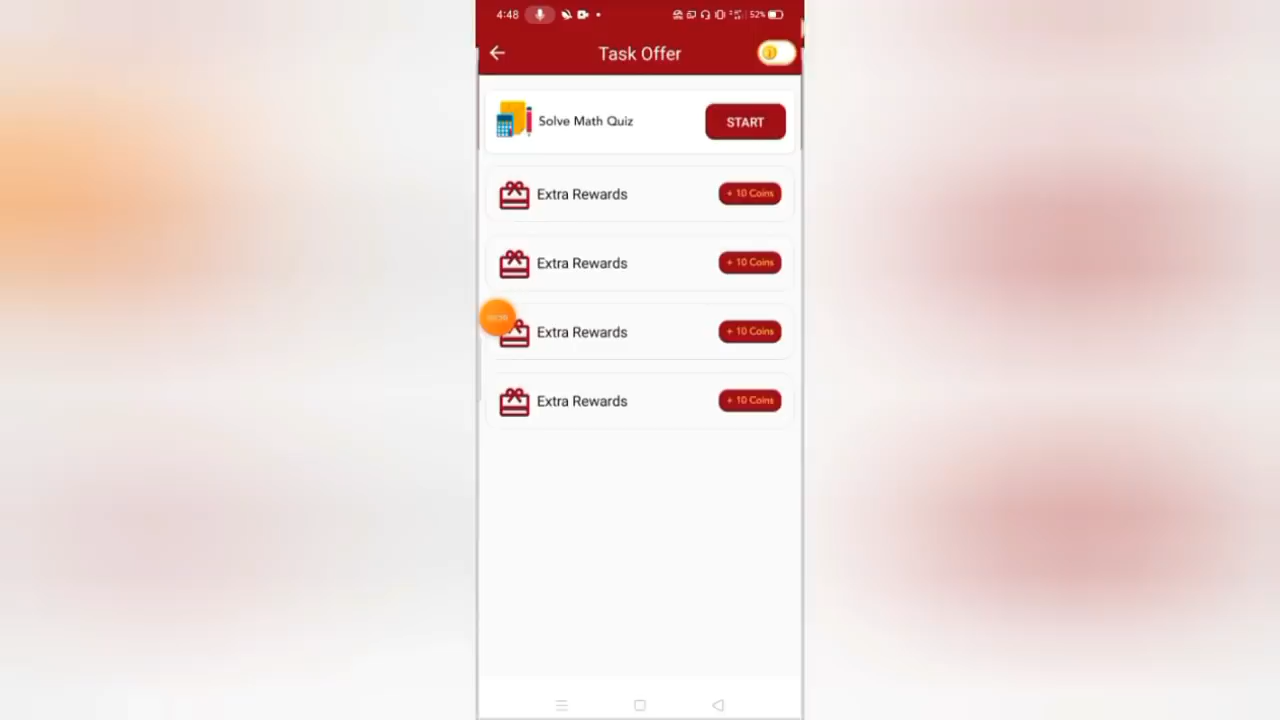 4:48
52%
Task Offer
Solve Math Quiz
START
Extra Rewards
+ 10 Coins
Extra Rewards
+ 10 Coins
Extra Rewards
+ 10 Coins
Extra Rewards
+ 10 Coins